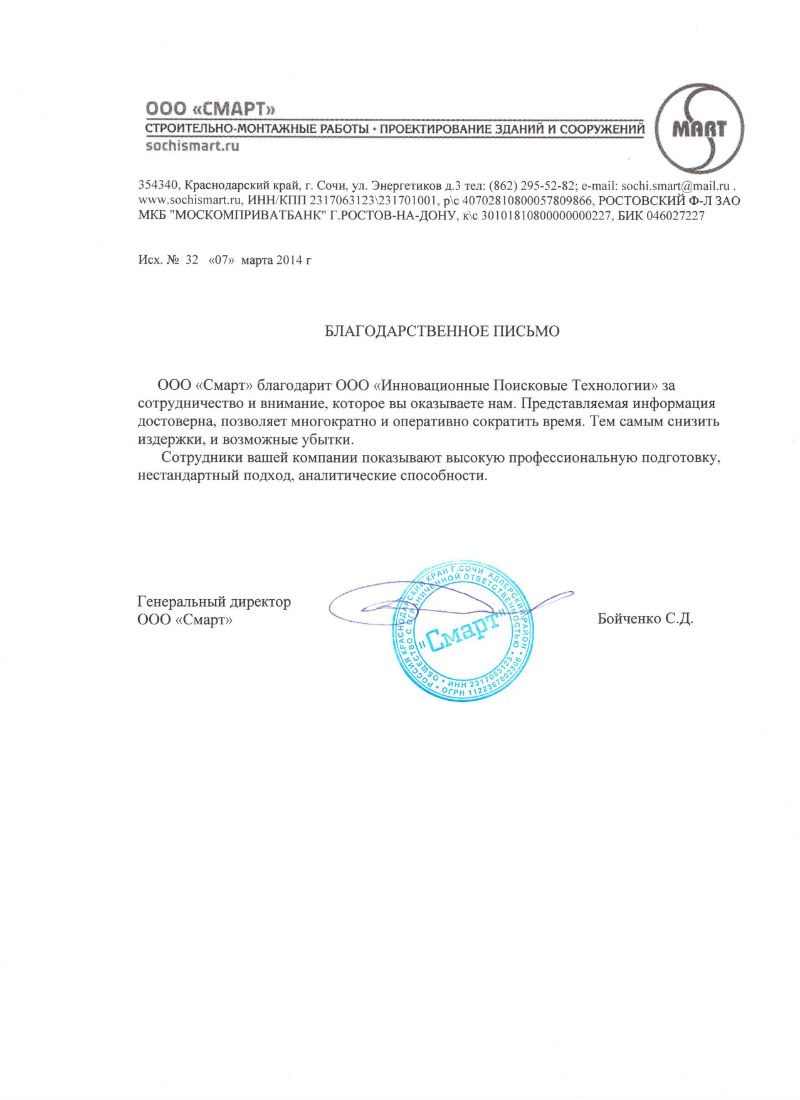 ООО «СМАРТ»
СТРОИТЕЛЬНО-МОНТАЖНЫЕ РАБОТЫ • ПРОЕКТИРОВАНИЕ ЗДАНИЙ И СООРУЖЕНИЙ
sochismart.ru
SMART
354340, Краснодарский край, г. Сочи, ул. Энергетиков д.3 тел: (862) 295-52-82; e-mail: sochi.smart@mail.ru .
www.sochismart.ru, ИНН/КПП 2317063123\231701001, р\с 40702810800057809866, РОСТОВСКИЙ Ф-Л ЗАО
МКБ "МОСКОМПРИВАТБАНК" Г.РОСТОВ-НА-ДОНУ, к\с 30101810800000000227, БИК 046027227
Исх. № 32 «07» марта 2014 г
БЛАГОДАРСТВЕННОЕ ПИСЬМО
ООО «Смарт» благодарит ООО «Инновационные Поисковые Технологии» за
сотрудничество и внимание, которое вы оказываете нам. Представляемая информация
достоверна, позволяет многократно и оперативно сократить время. Тем самым снизить
издержки, и возможные убытки.
Сотрудники вашей компании показывают высокую профессиональную подготовку,
нестандартный подход, аналитические способности.
Генеральный директор
ООО «Смарт»
Бойченко С.Д.
РОССИЯ КРАСНОДАРСКИЙ КРАЙ Г.СОЧИ АДЛЕРСКИЙ РАЙОН
ОБЩЕСТВО С ОГРАНИЧЕННОЙ ОТВЕТСТВЕННОСТЬЮ
"Смарт"
• ИНН 2317063123 •
• ОГРН